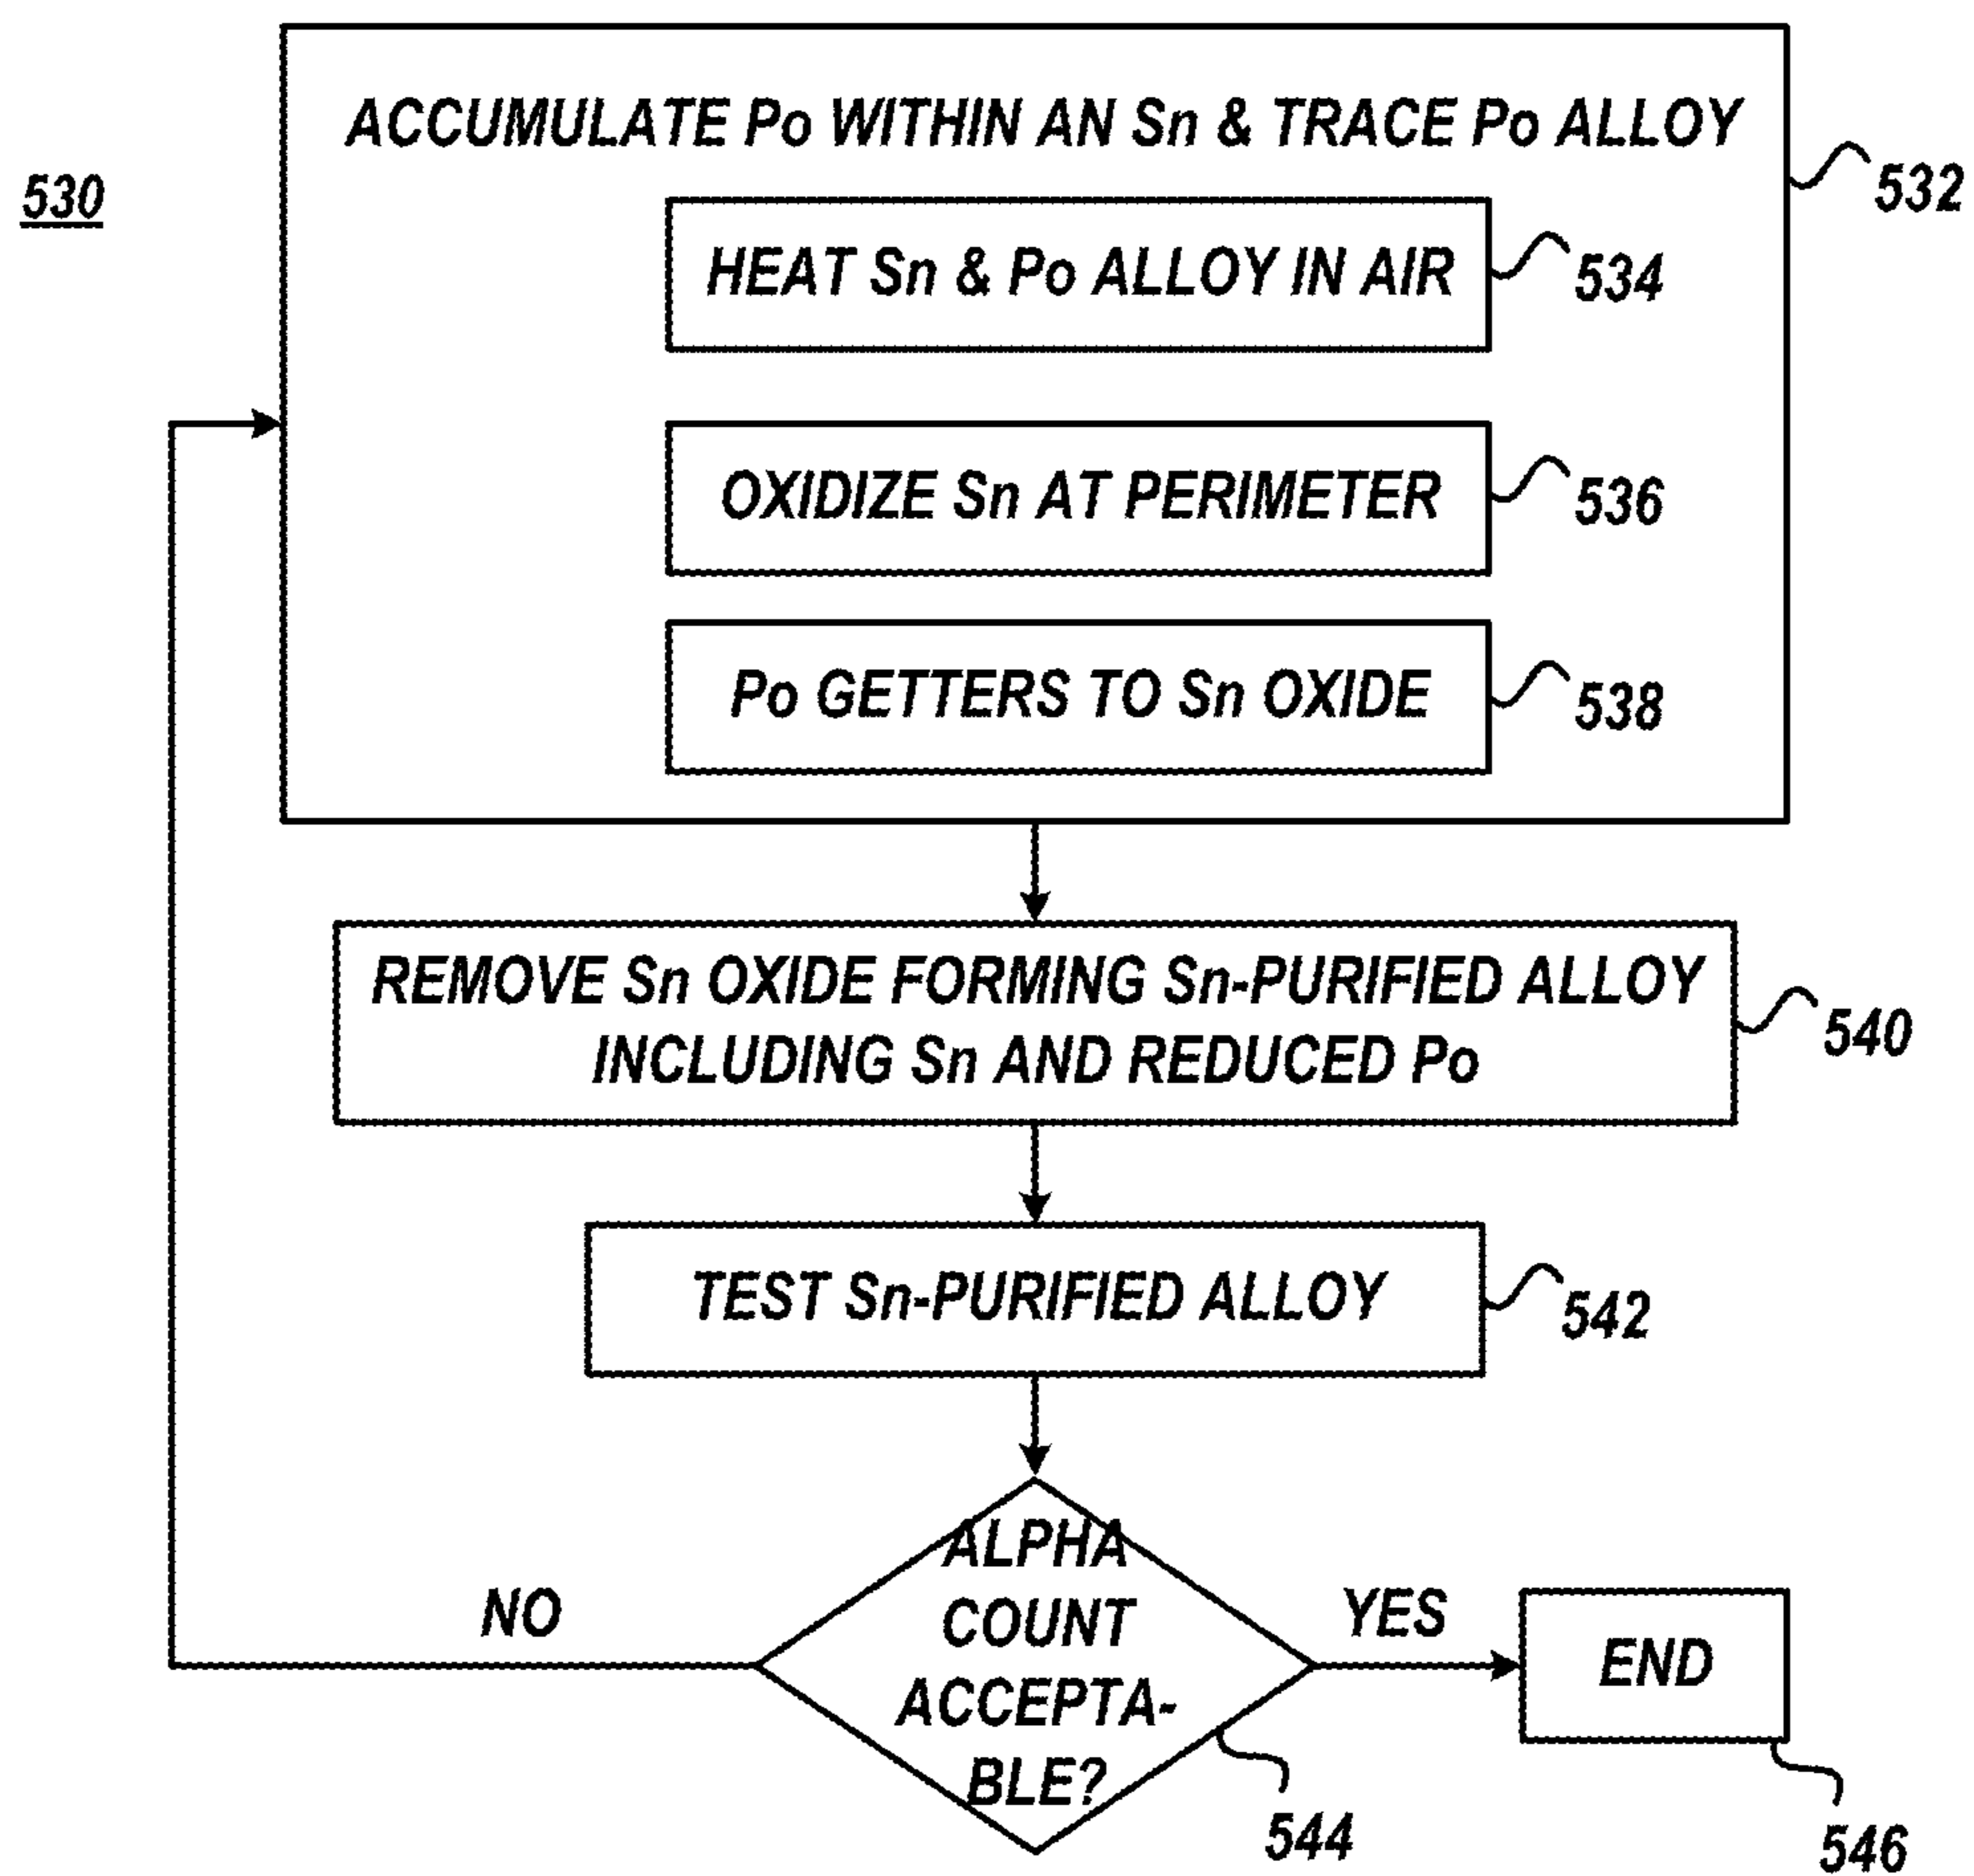 530
ACCUMULATE Po WITHIN AN Sn & TRACE Po ALLOY
532
HEAT Sn & Po ALLOY IN AIR
534
OXIDIZE Sn AT PERIMETER
536
Po GETTERS TO Sn OXIDE
538
REMOVE Sn OXIDE FORMING Sn-PURIFIED ALLOY
INCLUDING Sn AND REDUCED Po
540
TEST Sn-PURIFIED ALLOY
542
ALPHA
COUNT
ACCEPTA-
BLE?
544
NO
YES
END
546